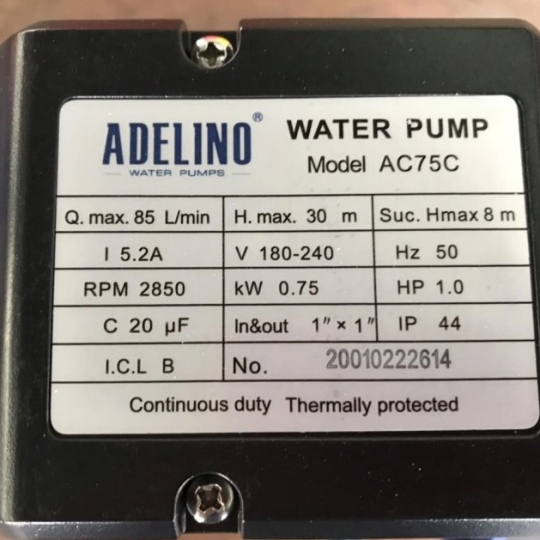 ADELINO®
WATER PUMPS
WATER PUMP
Model AC75C
Q. max. 85 L/min H. max. 30 m Suc. Hmax 8 m
I 5.2A V 180-240 Hz 50
RPM 2850 kW 0.75 HP 1.0
C 20 µF In&out 1″ × 1″ IP 44
I.C.L B No. 20010222614
Continuous duty Thermally protected